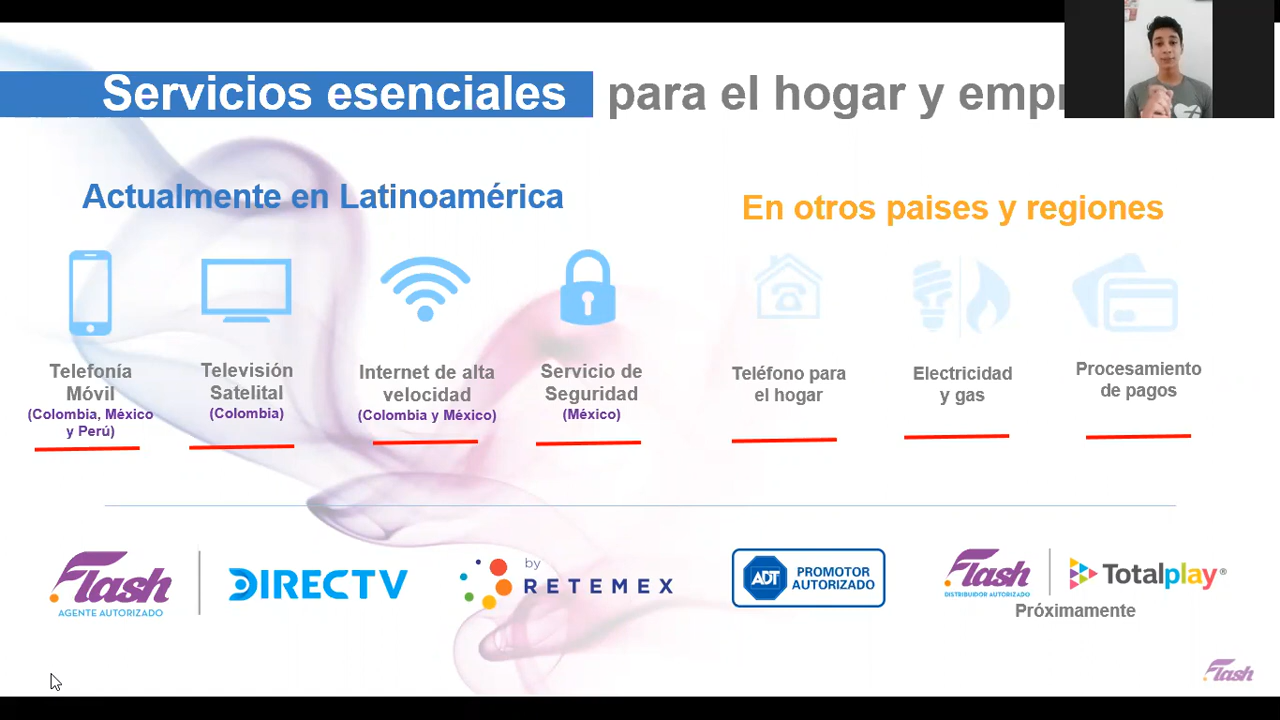 Servicios esenciales para el hogar y empr
Actualmente en Latinoamérica
En otros paises y regiones
Telefonía
Móvil
(Colombia, México
y Perú)
Televisión
Satelital
(Colombia)
Internet de alta
velocidad
(Colombia y México)
Servicio de
Seguridad
(México)
Teléfono para
el hogar
Electricidad
y gas
Procesamiento
de pagos
Flash
AGENTE AUTORIZADO
DIRECTV
by
RETEMEX
ADT
PROMOTOR
AUTORIZADO
Flash
DISTRIBUIDOR AUTORIZADO
Totalplay®
Próximamente
Flash